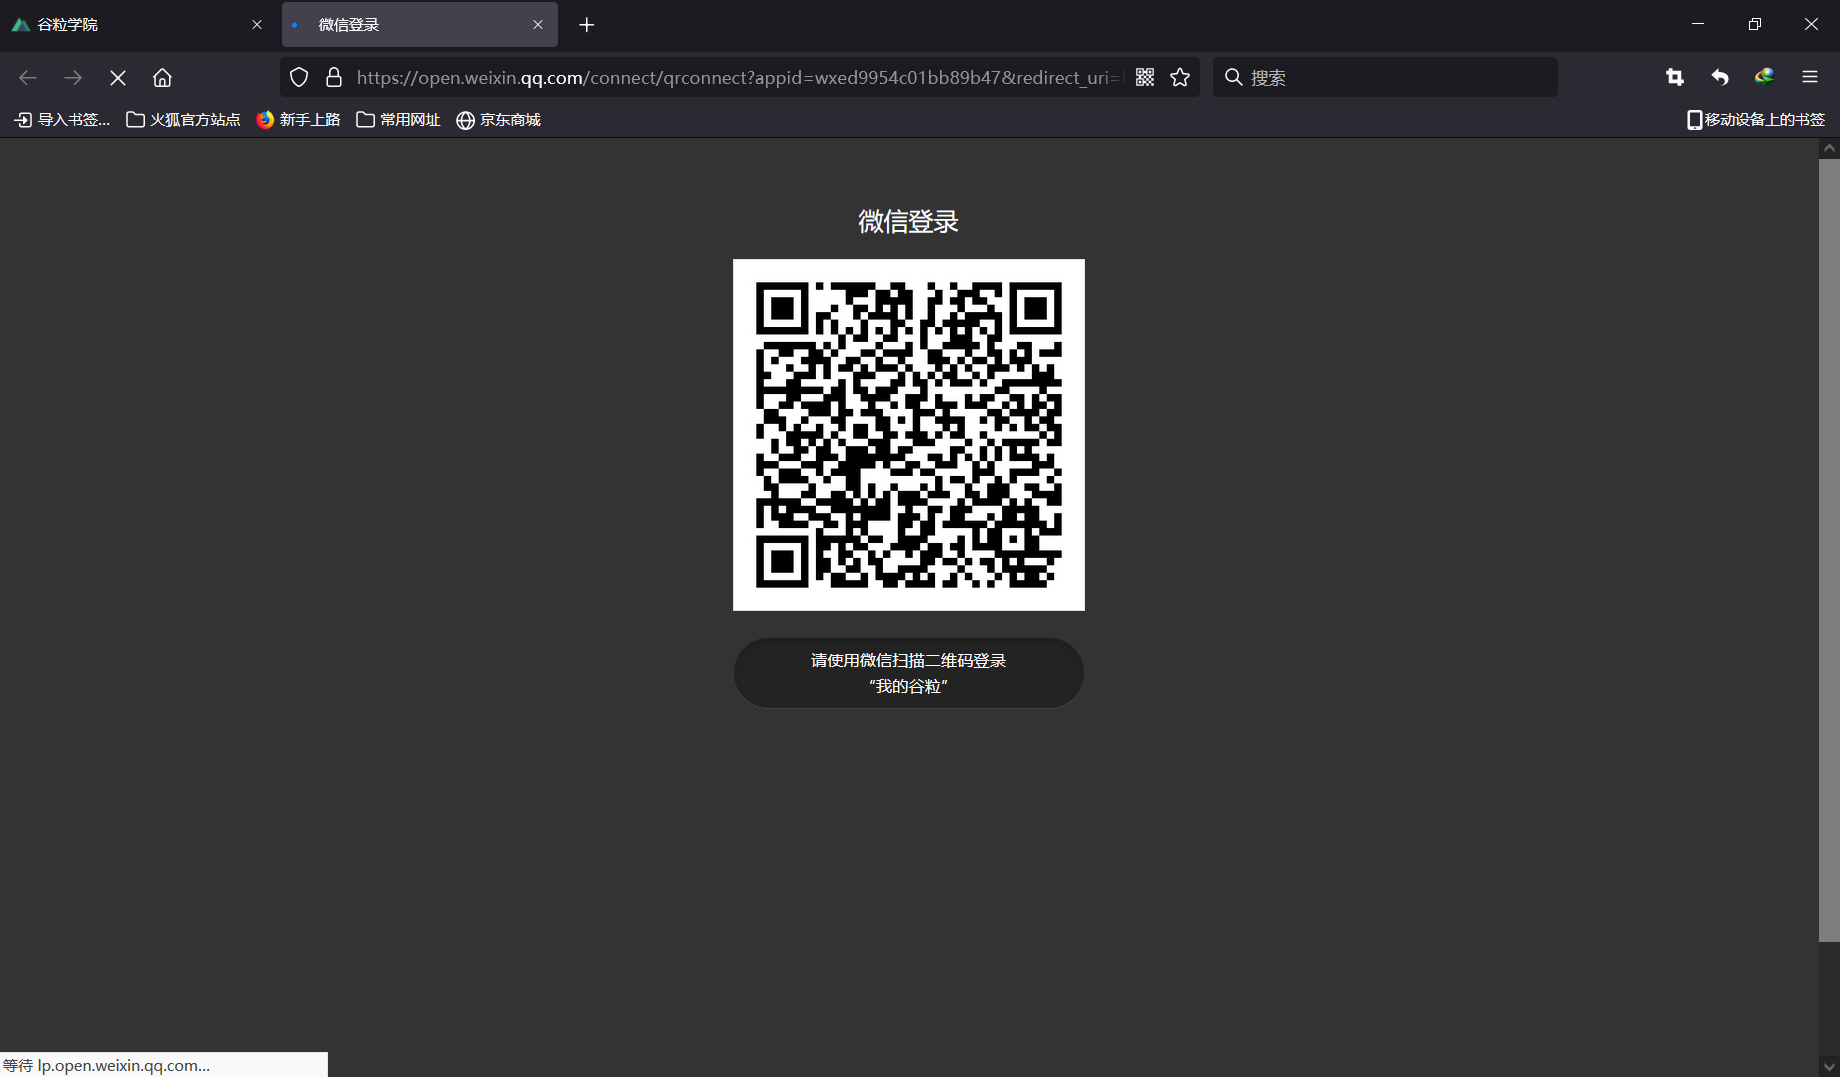 谷粒学院
微信登录
https://open.weixin.qq.com/connect/qrconnect?appid=wxed9954c01bb89b47&redirect_uri=
搜索
导入书签...
火狐官方站点
新手上路
常用网址
京东商城
移动设备上的书签
微信登录
请使用微信扫描二维码登录
“我的谷粒”
等待 lp.open.weixin.qq.com...